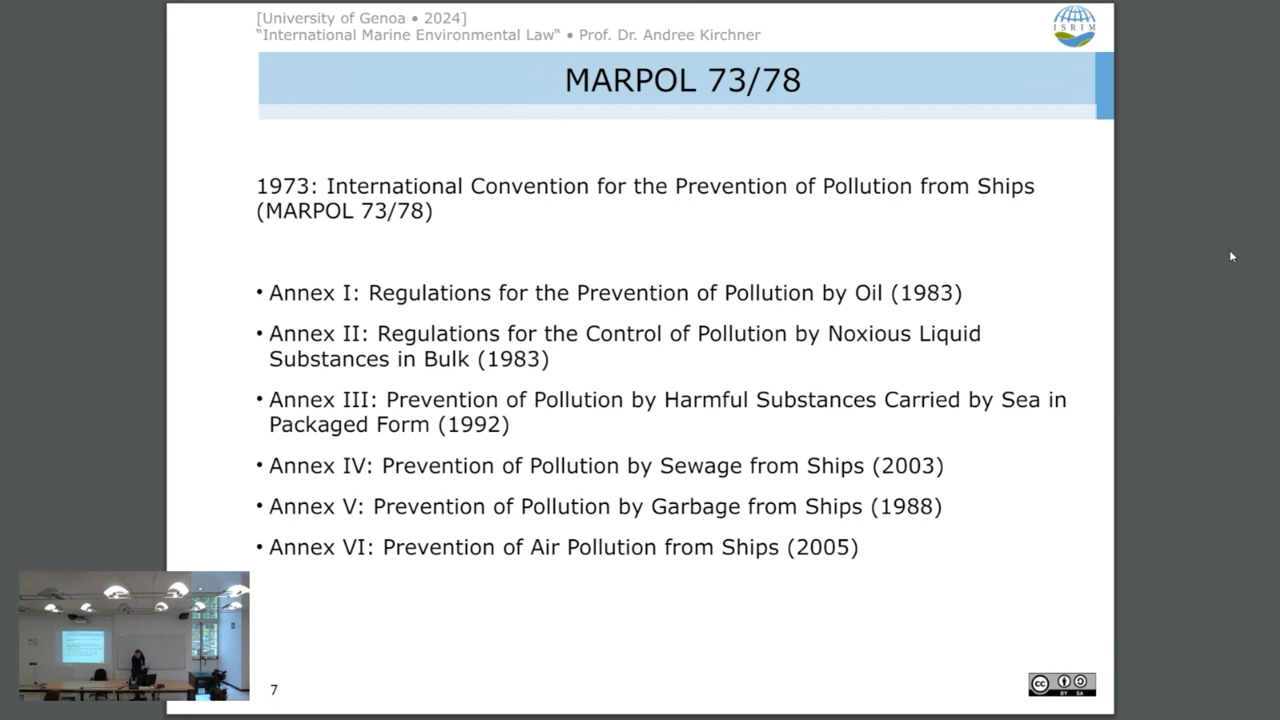 [University of Genoa • 2024]
“International Marine Environmental Law“ • Prof. Dr. Andree Kirchner
ISRIM
MARPOL 73/78
1973: International Convention for the Prevention of Pollution from Ships
(MARPOL 73/78)
• Annex I: Regulations for the Prevention of Pollution by Oil (1983)
• Annex II: Regulations for the Control of Pollution by Noxious Liquid
Substances in Bulk (1983)
• Annex III: Prevention of Pollution by Harmful Substances Carried by Sea in
Packaged Form (1992)
• Annex IV: Prevention of Pollution by Sewage from Ships (2003)
• Annex V: Prevention of Pollution by Garbage from Ships (1988)
• Annex VI: Prevention of Air Pollution from Ships (2005)
7
cc BY SA